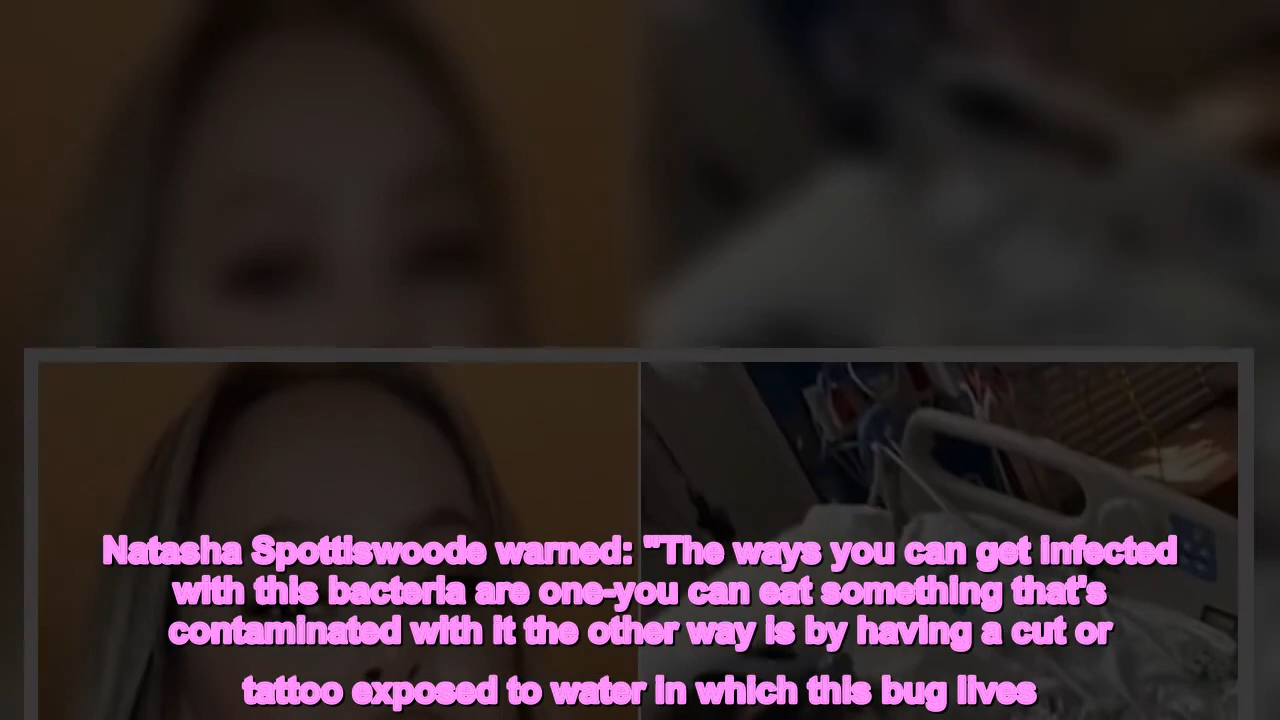 Natasha Spottiswoode warned: "The ways you can get infected
with this bacteria are one-you can eat something that's
contaminated with it the other way is by having a cut or
tattoo exposed to water in which this bug lives